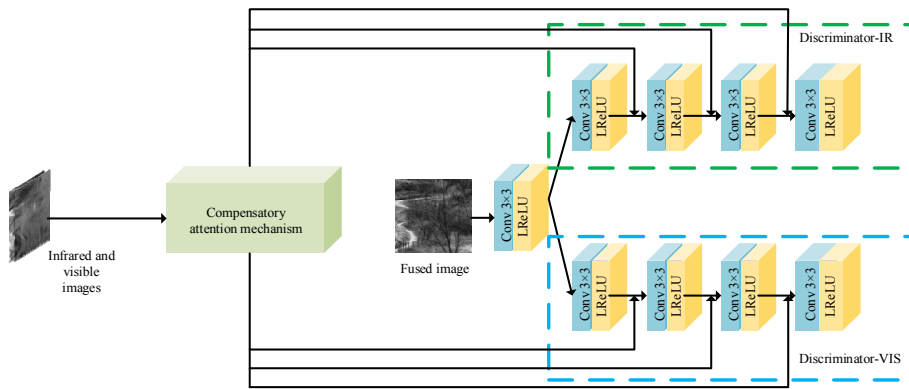 Discriminator-IR
Conv 3×3
LReLU
Conv 3×3
LReLU
Conv 3×3
LReLU
Conv 3×3
LReLU
Compensatory
attention mechanism
Infrared and
visible
images
Fused image
Conv 3×3
LReLU
Conv 3×3
LReLU
Conv 3×3
LReLU
Conv 3×3
LReLU
Conv 3×3
LReLU
Discriminator-VIS